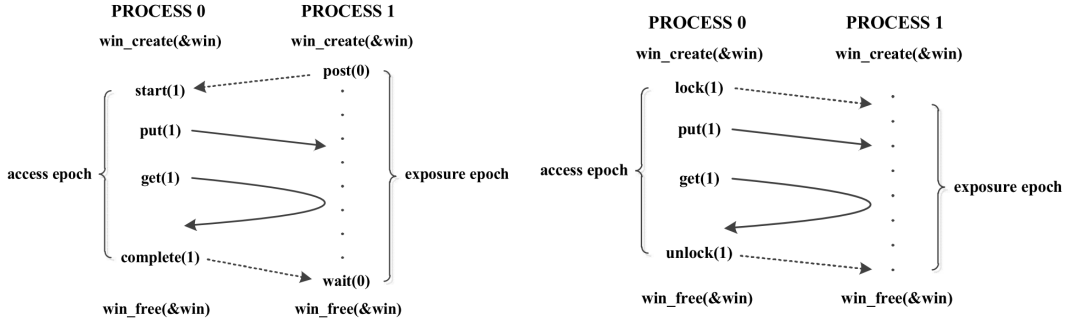 PROCESS 0 PROCESS 1
win_create(&win) win_create(&win)
post(0)
start(1)
put(1)
access epoch exposure epoch
get(1)
complete(1)
wait(0)
win_free(&win) win_free(&win)
PROCESS 0 PROCESS 1
win_create(&win) win_create(&win)
lock(1)
put(1)
access epoch
get(1)
exposure epoch
unlock(1)
win_free(&win) win_free(&win)